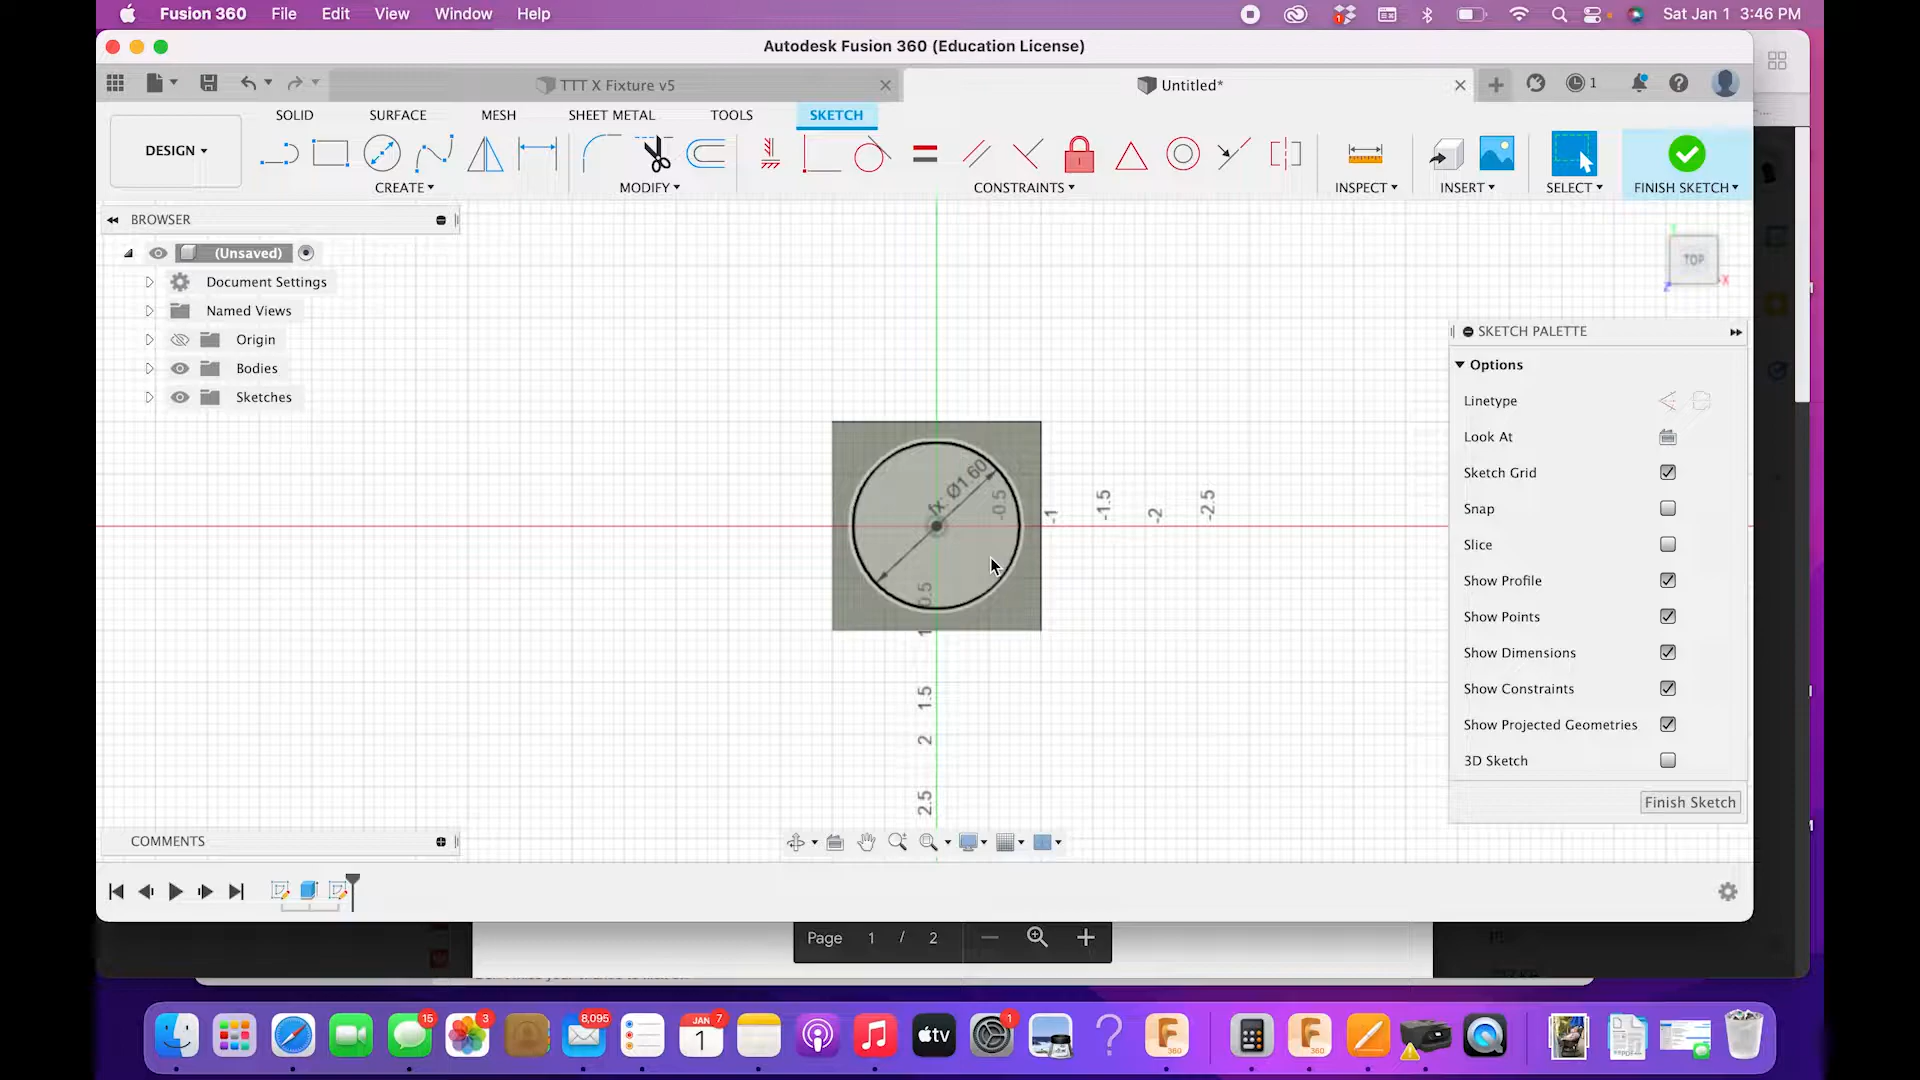 Fusion 360 File Edit View Window Help
1
Sat Jan 1 3:46 PM
Autodesk Fusion 360 (Education License)
TTT X Fixture v5
Untitled*
1
SOLID SURFACE MESH SHEET METAL TOOLS SKETCH
DESIGN
CREATE MODIFY CONSTRAINTS INSPECT INSERT SELECT FINISH SKETCH
BROWSER
(Unsaved)
Document Settings
Named Views
Origin
Bodies
Sketches
TOP
X
Z
SKETCH PALETTE
Options
Linetype
Look At
Sketch Grid
Snap
Slice
Show Profile
Show Points
Show Dimensions
Show Constraints
Show Projected Geometries
3D Sketch
Finish Sketch
fx: Ø1.60
-0.5
-1
-1.5
-2
-2.5
0.5
1
1.5
2
2.5
COMMENTS
Page 1 / 2
15 3 8,095 JAN 7 1
1
tv
360
360